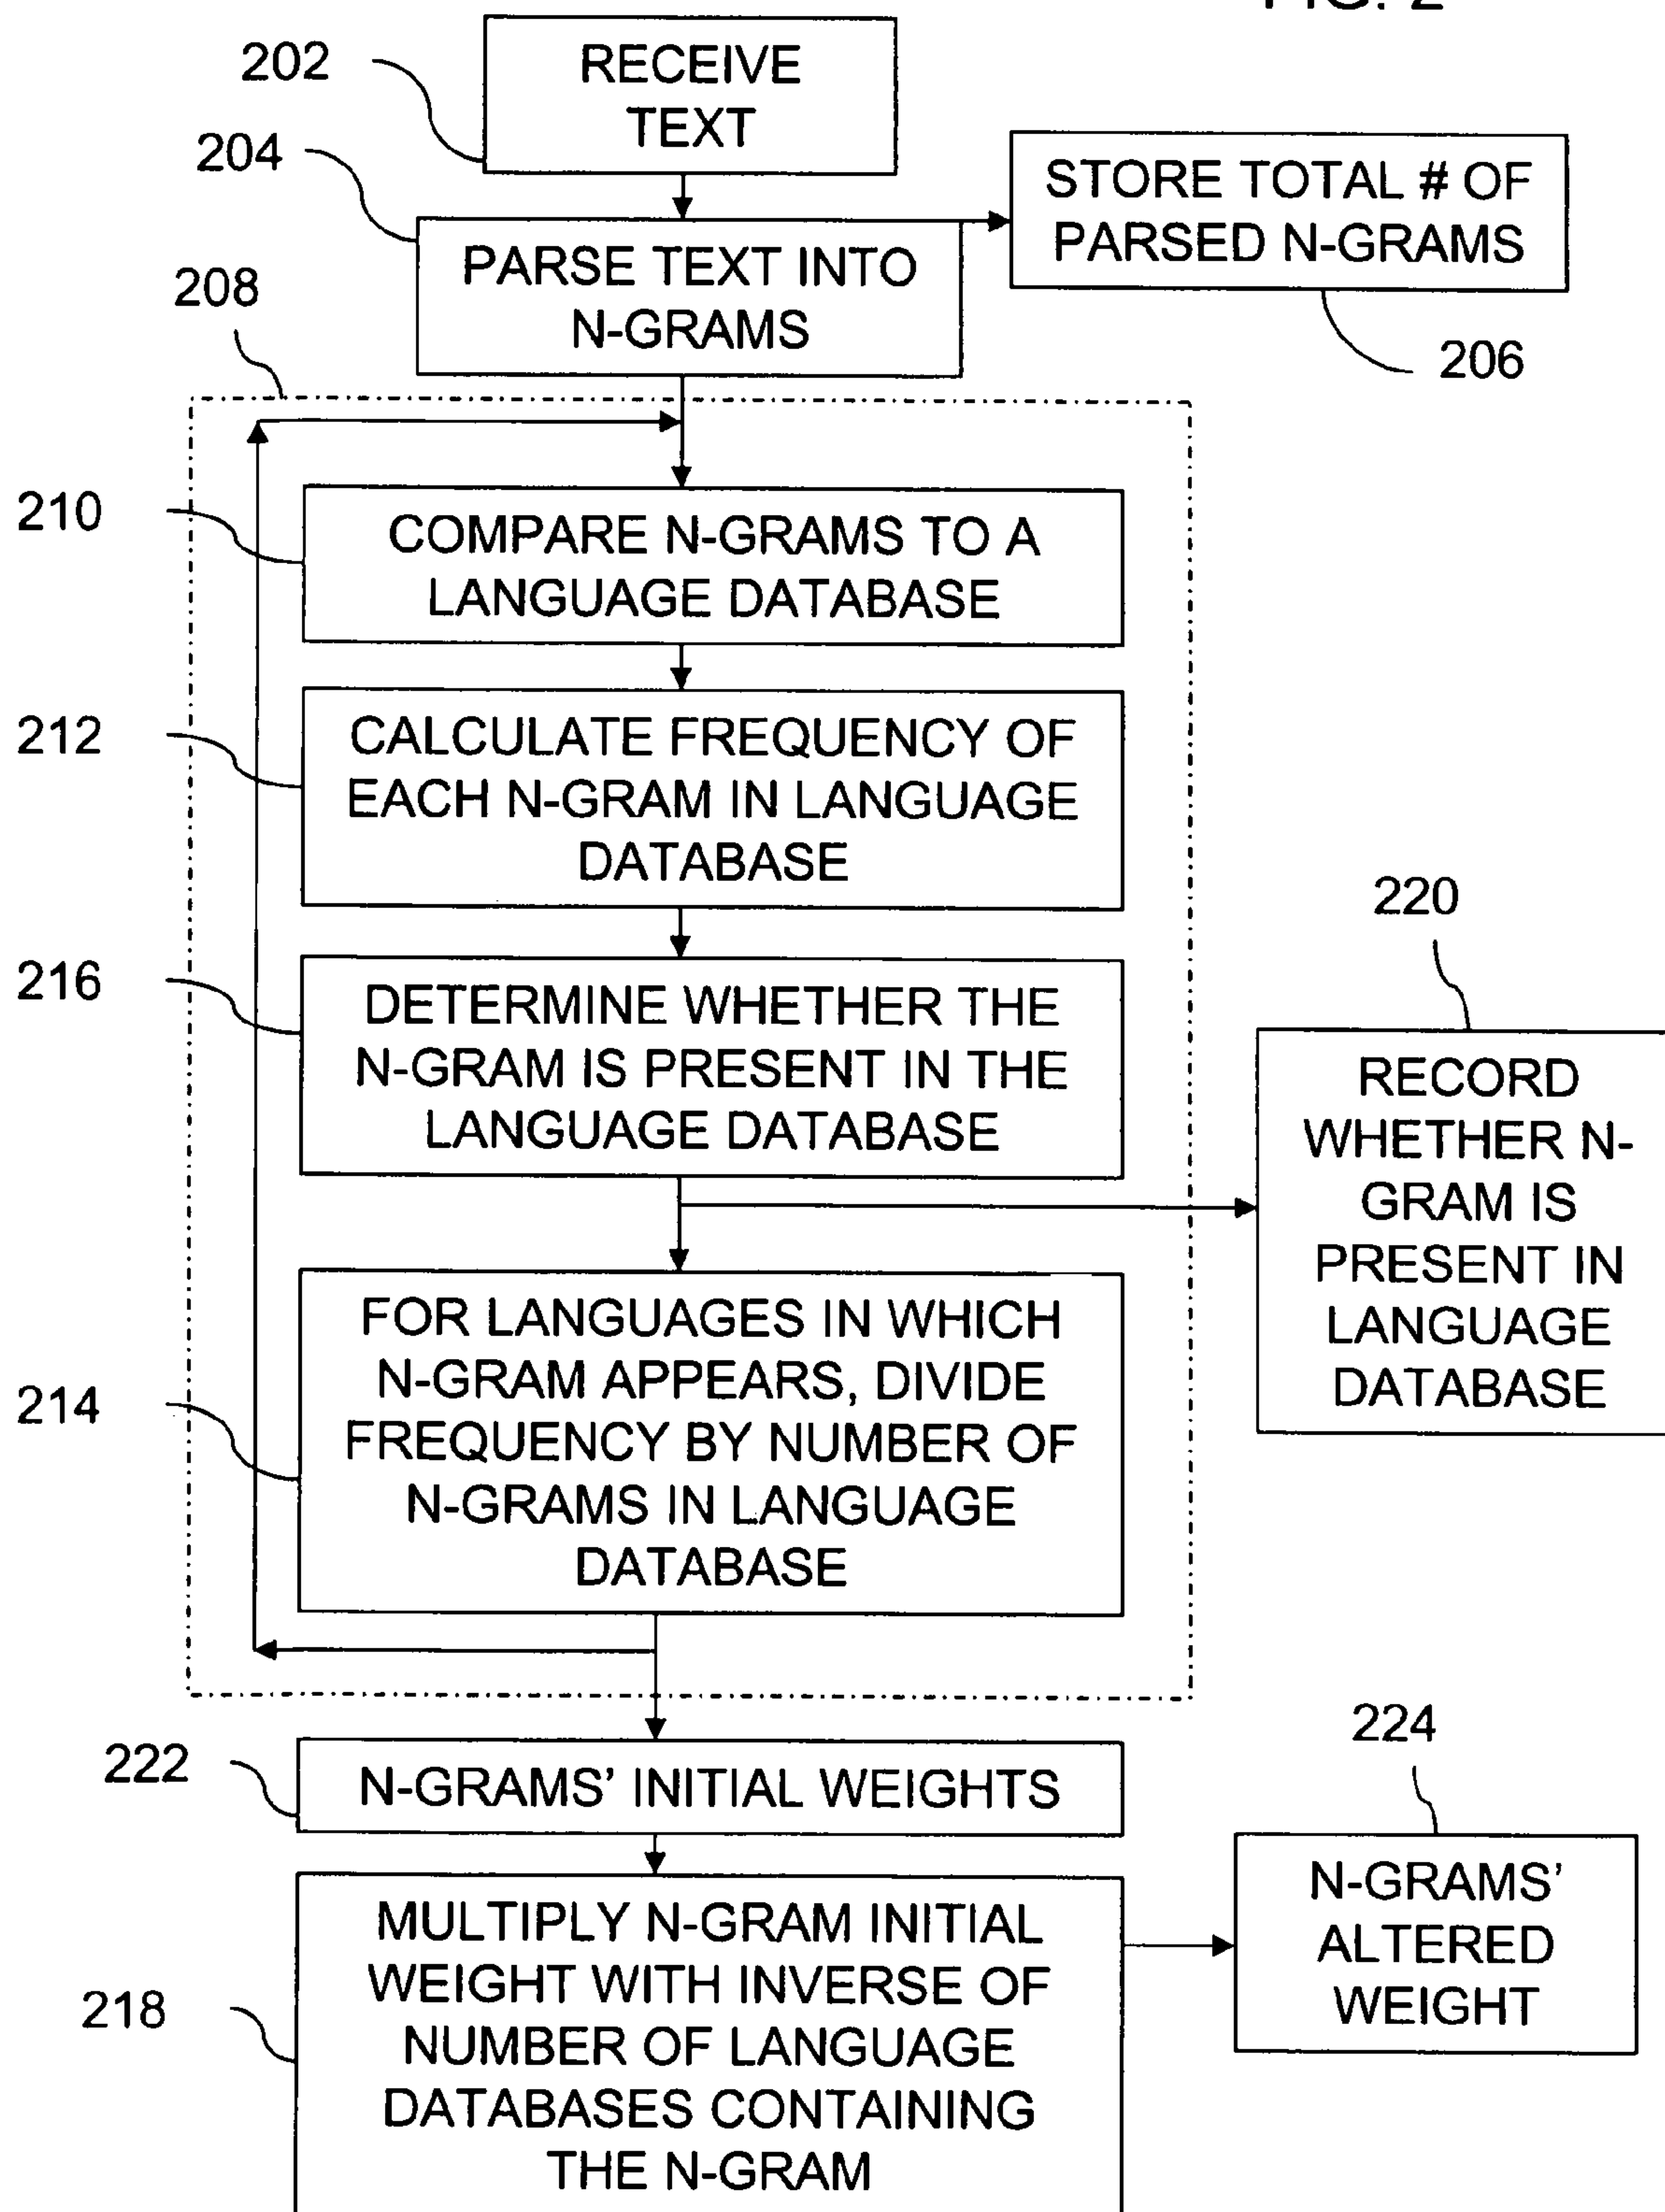 FIG. 2
202
RECEIVE
TEXT
204
STORE TOTAL # OF
PARSED N-GRAMS
206
PARSE TEXT INTO
N-GRAMS
208
210
COMPARE N-GRAMS TO A
LANGUAGE DATABASE
212
CALCULATE FREQUENCY OF
EACH N-GRAM IN LANGUAGE
DATABASE
216
DETERMINE WHETHER THE
N-GRAM IS PRESENT IN THE
LANGUAGE DATABASE
220
RECORD
WHETHER N-
GRAM IS
PRESENT IN
LANGUAGE
DATABASE
214
FOR LANGUAGES IN WHICH
N-GRAM APPEARS, DIVIDE
FREQUENCY BY NUMBER OF
N-GRAMS IN LANGUAGE
DATABASE
222
N-GRAMS’ INITIAL WEIGHTS
224
N-GRAMS’
ALTERED
WEIGHT
218
MULTIPLY N-GRAM INITIAL
WEIGHT WITH INVERSE OF
NUMBER OF LANGUAGE
DATABASES CONTAINING
THE N-GRAM